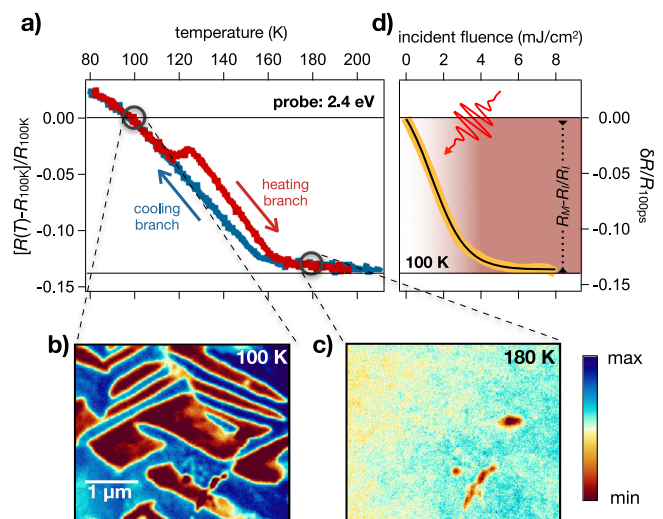 a)
temperature (K)
80 100 120 140 160 180 200
[R(T)-R100K]/R100K
0.00
-0.05
-0.10
-0.15
probe: 2.4 eV
heating
branch
cooling
branch
d)
incident fluence (mJ/cm²)
0 2 4 6 8
RM-RI/RI
100 K
0.00
-0.05
-0.10
-0.15
δR/R100ps
b)
100 K
1 μm
c)
180 K
max
min